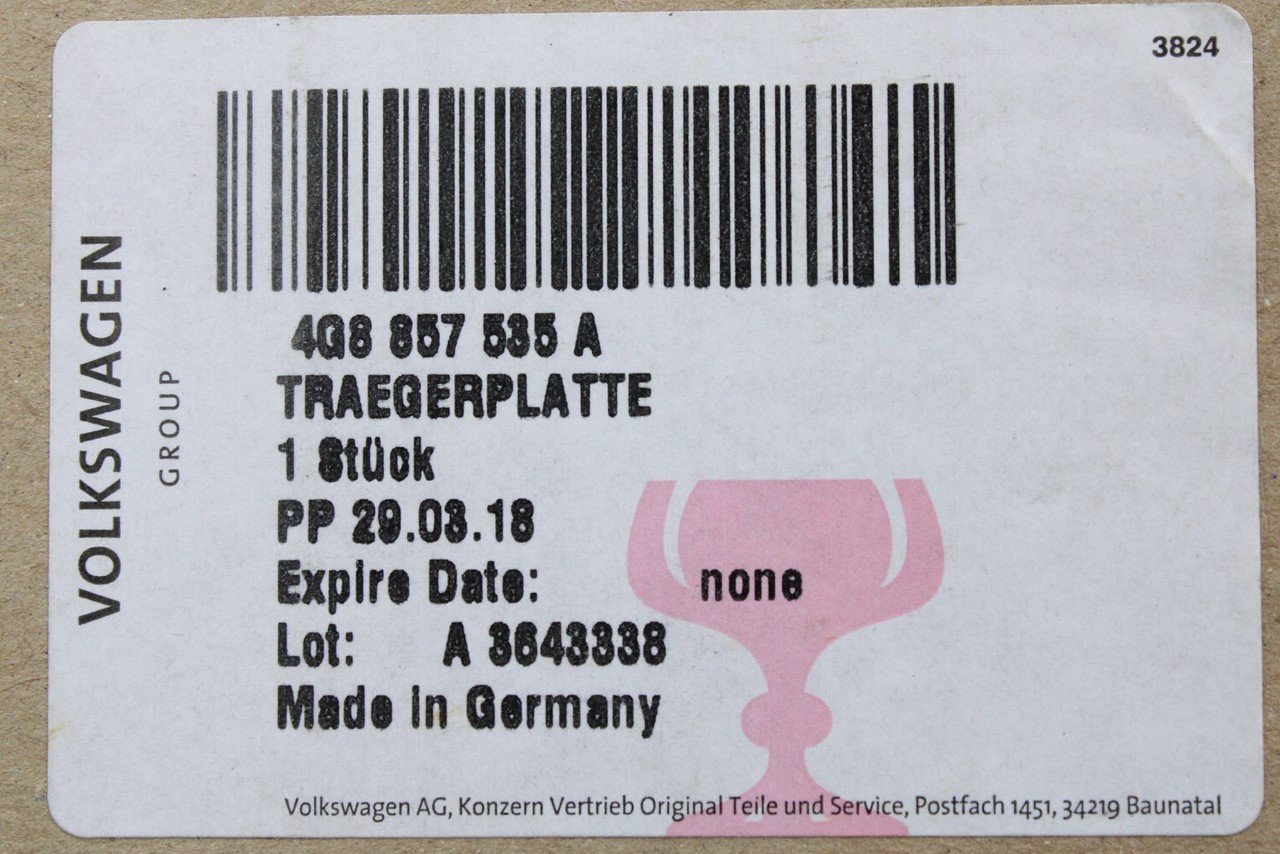 3824
VOLKSWAGEN
GROUP
4G8 857 535 A
TRAEGERPLATTE
1 Stück
PP 29.03.18
Expire Date: none
Lot: A 3643338
Made in Germany
Volkswagen AG, Konzern Vertrieb Original Teile und Service, Postfach 1451, 34219 Baunatal